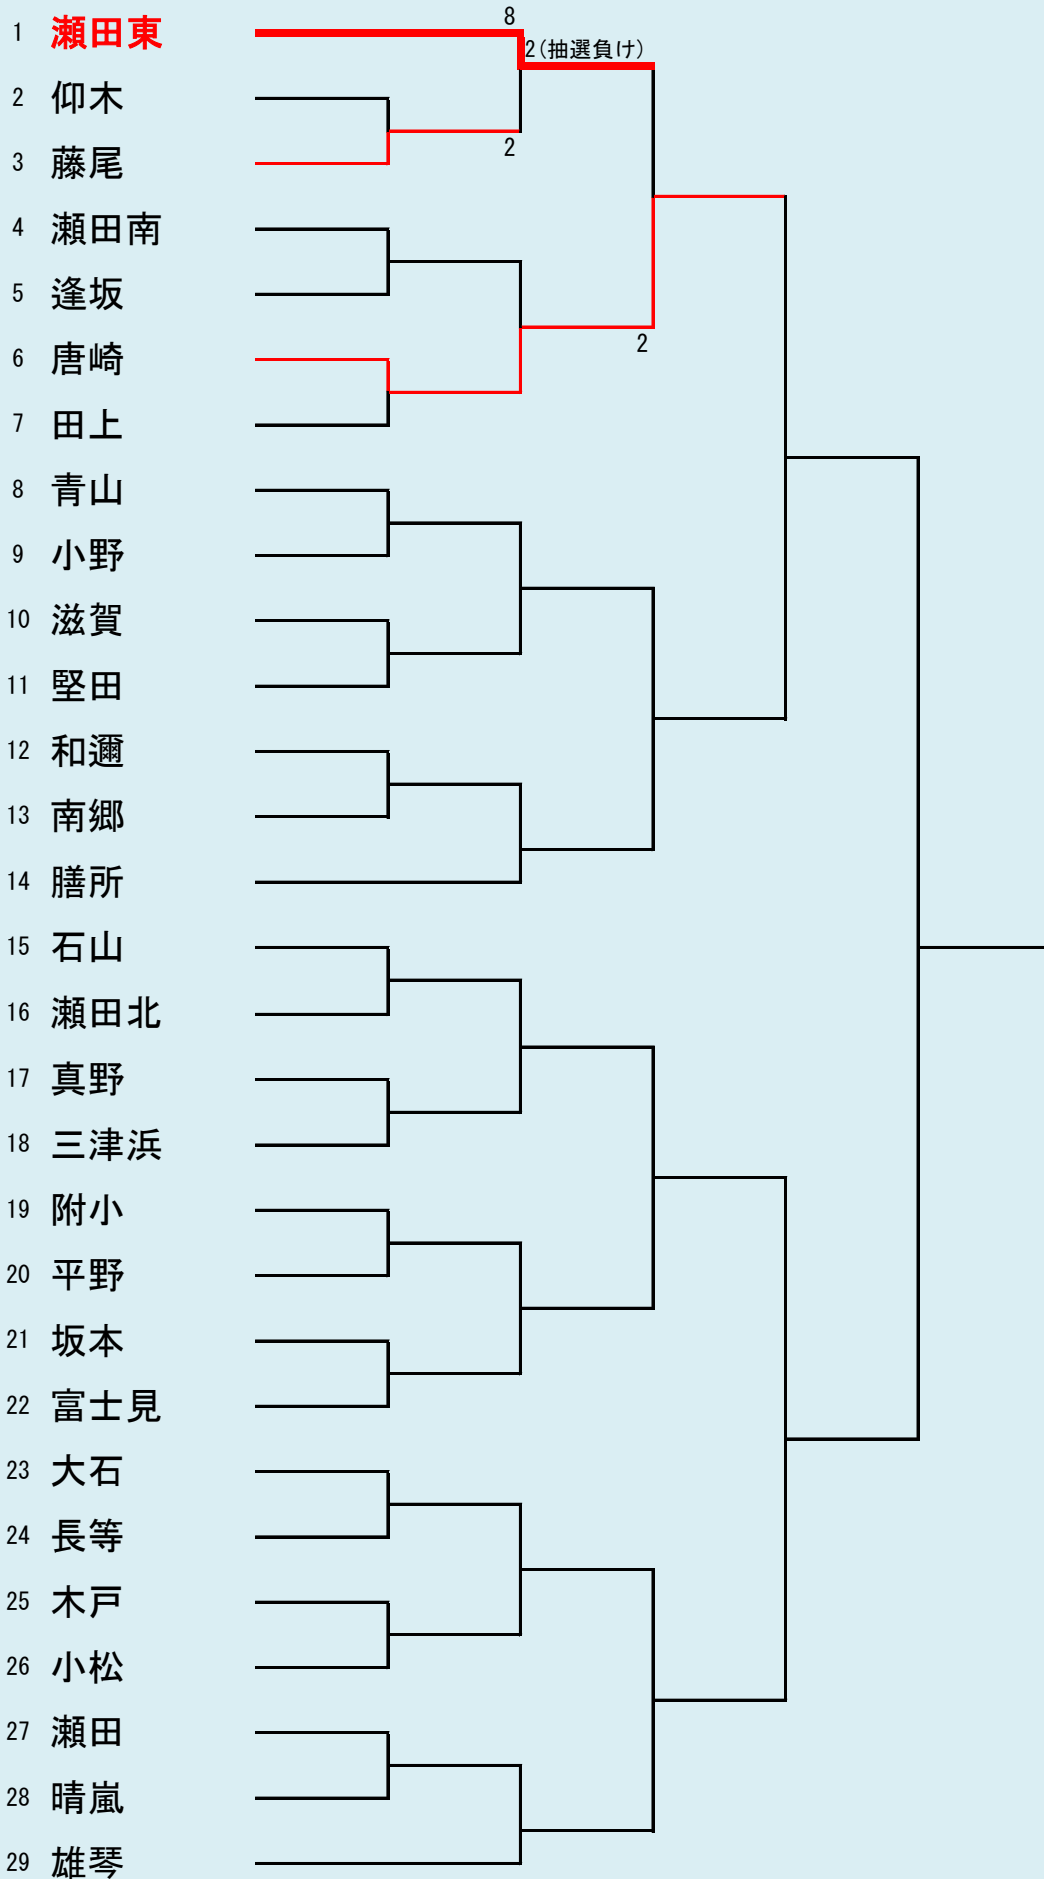 8
1 瀬田東
2(抽選負け)
2 仰木
2
3 藤尾
4 瀬田南
5 逢坂
2
6 唐崎
7 田上
8 青山
9 小野
10 滋賀
11 堅田
12 和邇
13 南郷
14 膳所
15 石山
16 瀬田北
17 真野
18 三津浜
19 附小
20 平野
21 坂本
22 富士見
23 大石
24 長等
25 木戸
26 小松
27 瀬田
28 晴嵐
29 雄琴